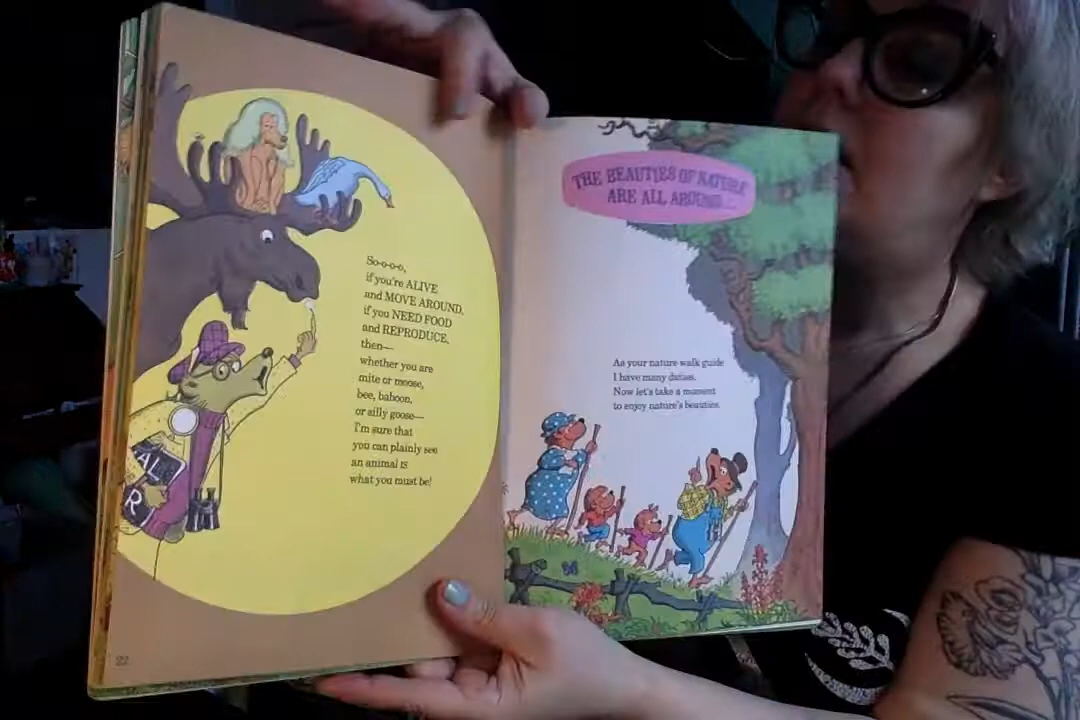 So-o-o-o,
if you're ALIVE
and MOVE AROUND,
if you NEED FOOD
and REPRODUCE,
then—
whether you are
mite or moose,
bee, baboon,
or silly goose—
I'm sure that
you can plainly see
an animal is
what you must be!
AL
R
22
THE BEAUTIES OF NATURE
ARE ALL AROUND...
As your nature walk guide
I have many duties.
Now let's take a moment
to enjoy nature's beauties.